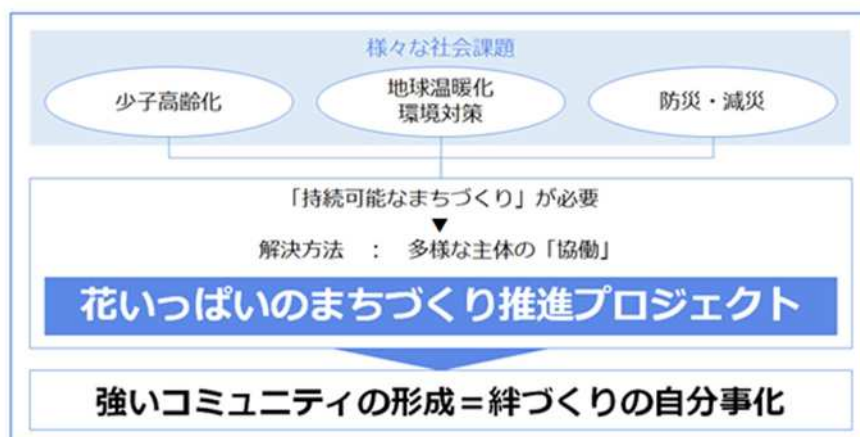 様々な社会課題
少子高齢化
地球温暖化
環境対策
防災・減災
「持続可能なまちづくり」が必要
▼
解決方法 : 多様な主体の「協働」
花いっぱいのまちづくり推進プロジェクト
強いコミュニティの形成=絆づくりの自分事化